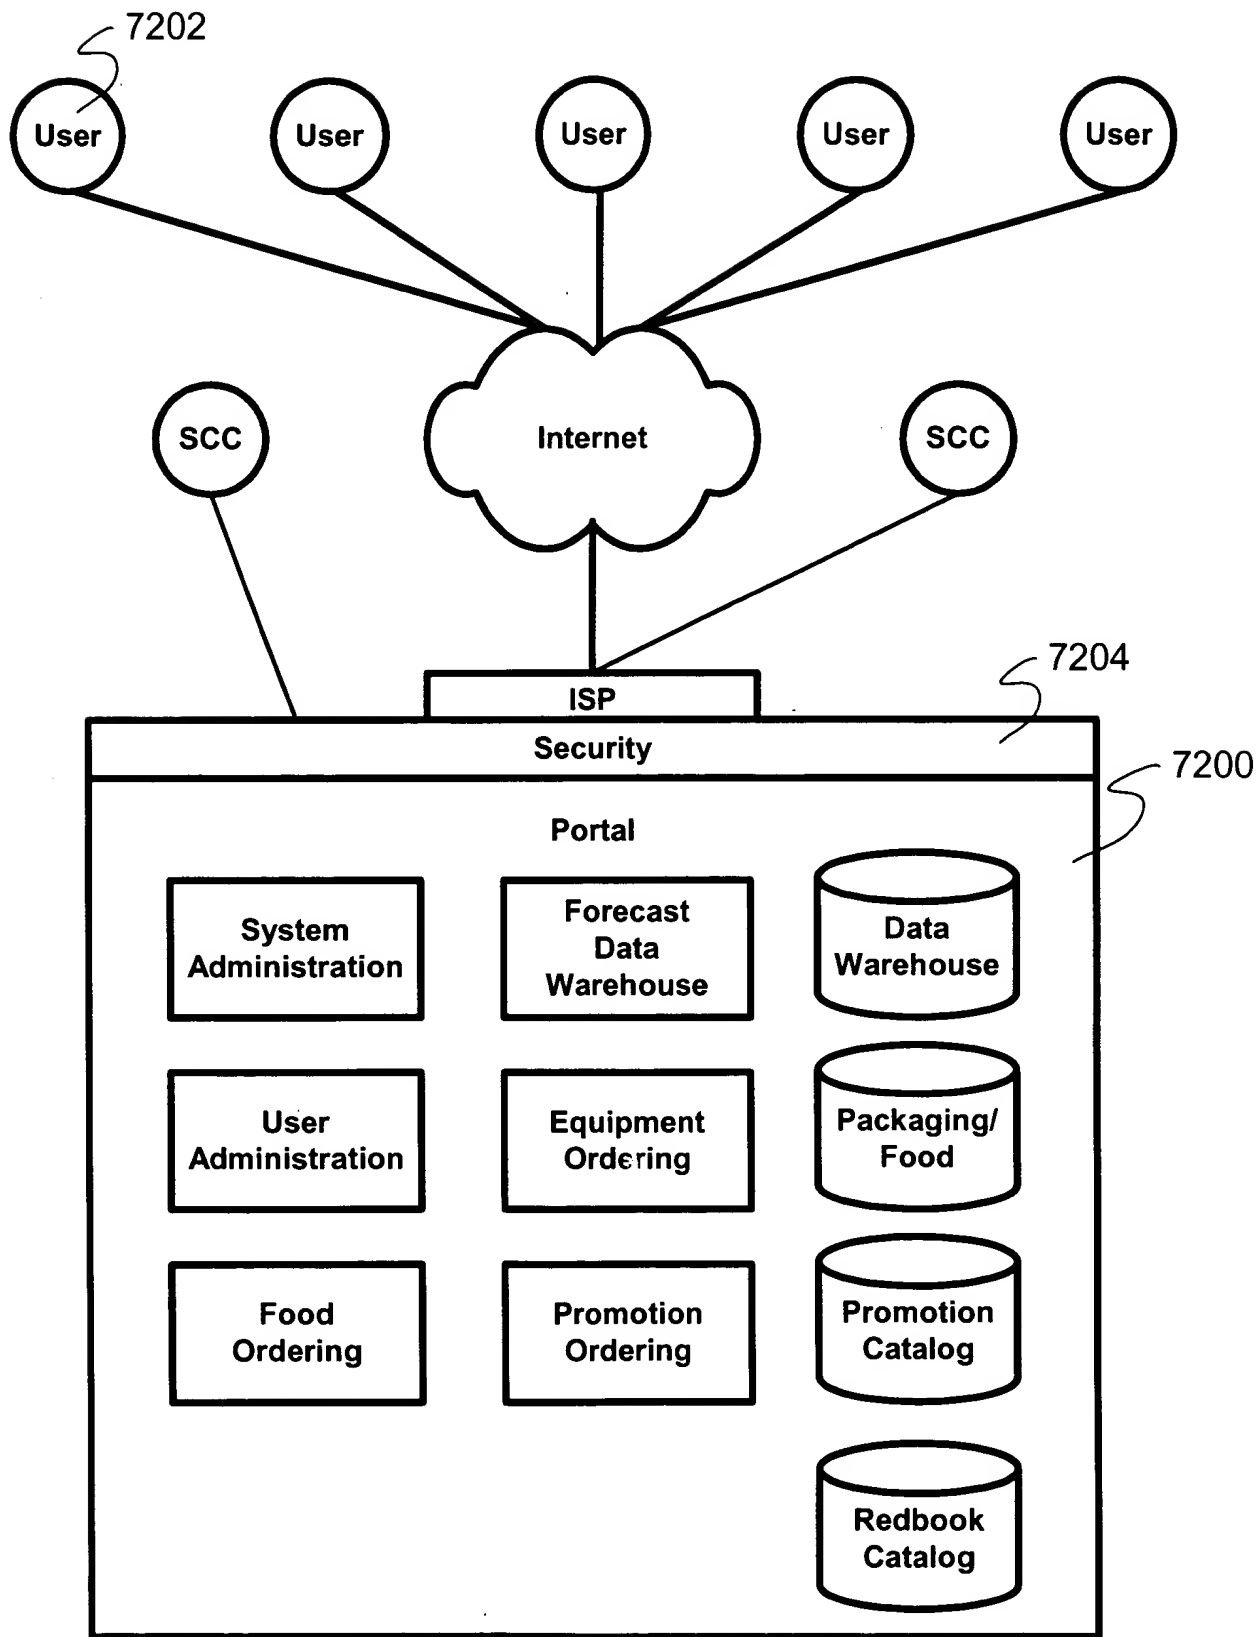 7202
User
User
User
User
User
SCC
Internet
SCC
7204
ISP
Security
7200
Portal
System
Administration
Forecast
Data
Warehouse
Data
Warehouse
User
Administration
Equipment
Ordering
Packaging/
Food
Food
Ordering
Promotion
Ordering
Promotion
Catalog
Redbook
Catalog